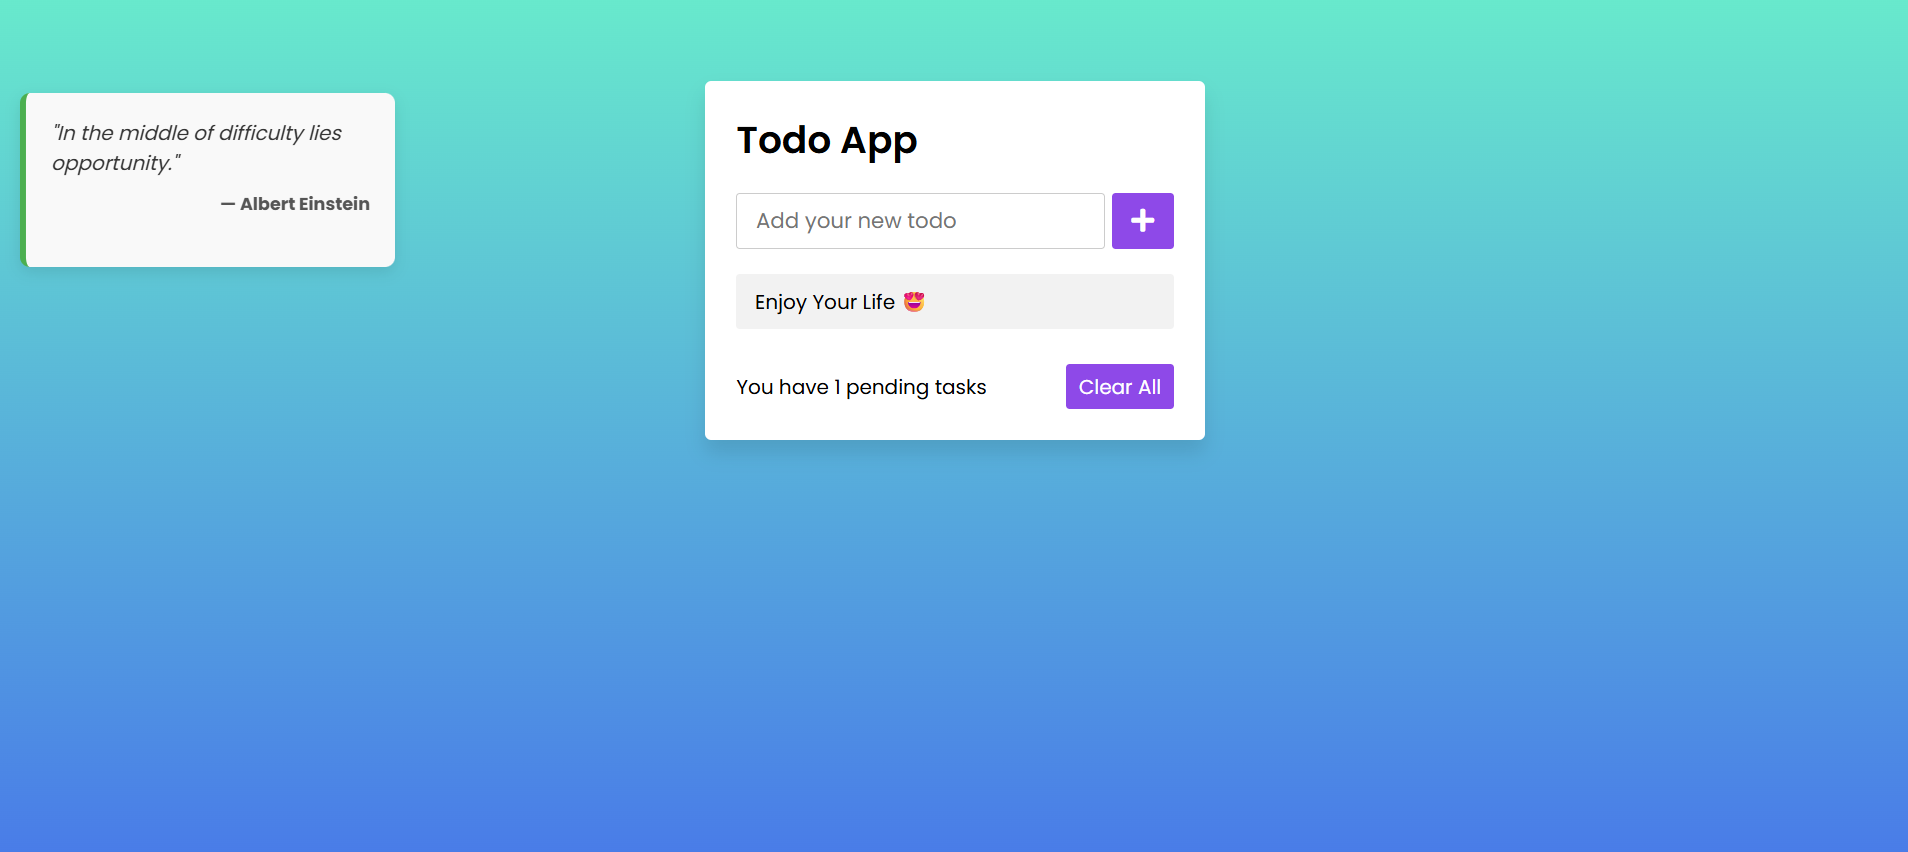 "In the middle of difficulty lies
opportunity."
— Albert Einstein
Todo App
Add your new todo
Enjoy Your Life 😍
You have 1 pending tasks
Clear All